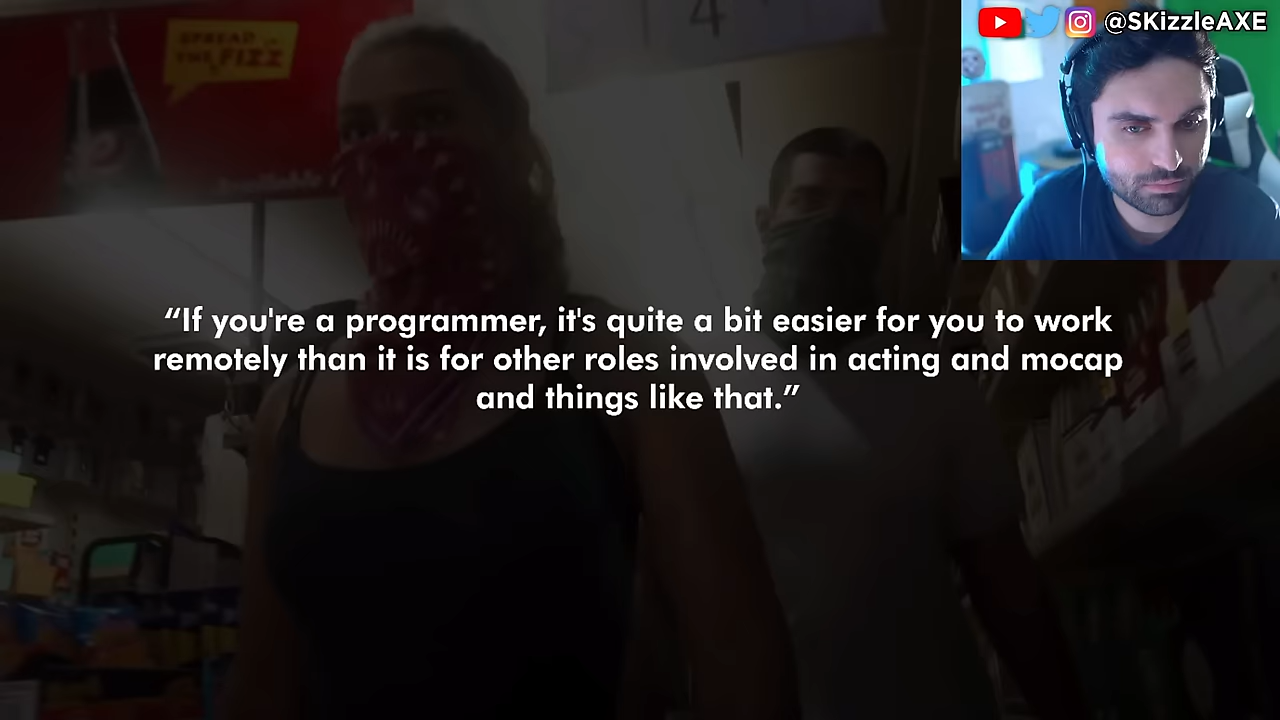 4
SPREAD
THE FIZZ
@SKizzleAXE
“If you're a programmer, it's quite a bit easier for you to work
remotely than it is for other roles involved in acting and mocap
and things like that.”